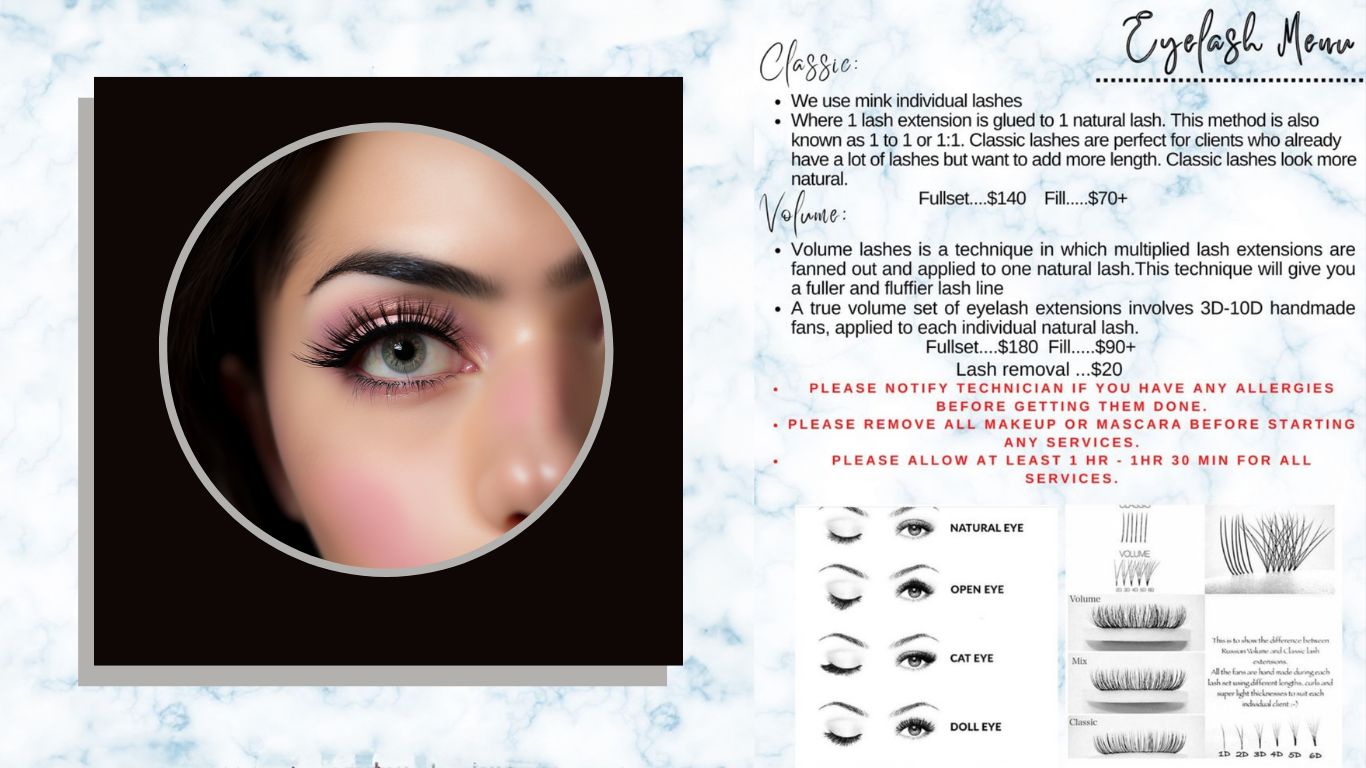 Eyelash Menu
Classic:
• We use mink individual lashes
• Where 1 lash extension is glued to 1 natural lash. This method is also
known as 1 to 1 or 1:1. Classic lashes are perfect for clients who already
have a lot of lashes but want to add more length. Classic lashes look more
natural.
Fullset....$140 Fill.....$70+
Volume:
• Volume lashes is a technique in which multiplied lash extensions are
fanned out and applied to one natural lash.This technique will give you
a fuller and fluffier lash line
• A true volume set of eyelash extensions involves 3D-10D handmade
fans, applied to each individual natural lash.
Fullset....$180 Fill.....$90+
Lash removal ...$20
• PLEASE NOTIFY TECHNICIAN IF YOU HAVE ANY ALLERGIES
BEFORE GETTING THEM DONE.
• PLEASE REMOVE ALL MAKEUP OR MASCARA BEFORE STARTING
ANY SERVICES.
• PLEASE ALLOW AT LEAST 1 HR - 1HR 30 MIN FOR ALL
SERVICES.
NATURAL EYE
OPEN EYE
CAT EYE
DOLL EYE
VOLUME
2D 3D 4D 5D 6D
Volume
Mix
Classic
This is to show the difference between
Russian Volume and Classic lash
extensions.
All the fans are hand made during each
lash set using different lengths, curls and
super light thicknesses to suit each
individual client :-)
1D 2D 3D 4D 5D 6D